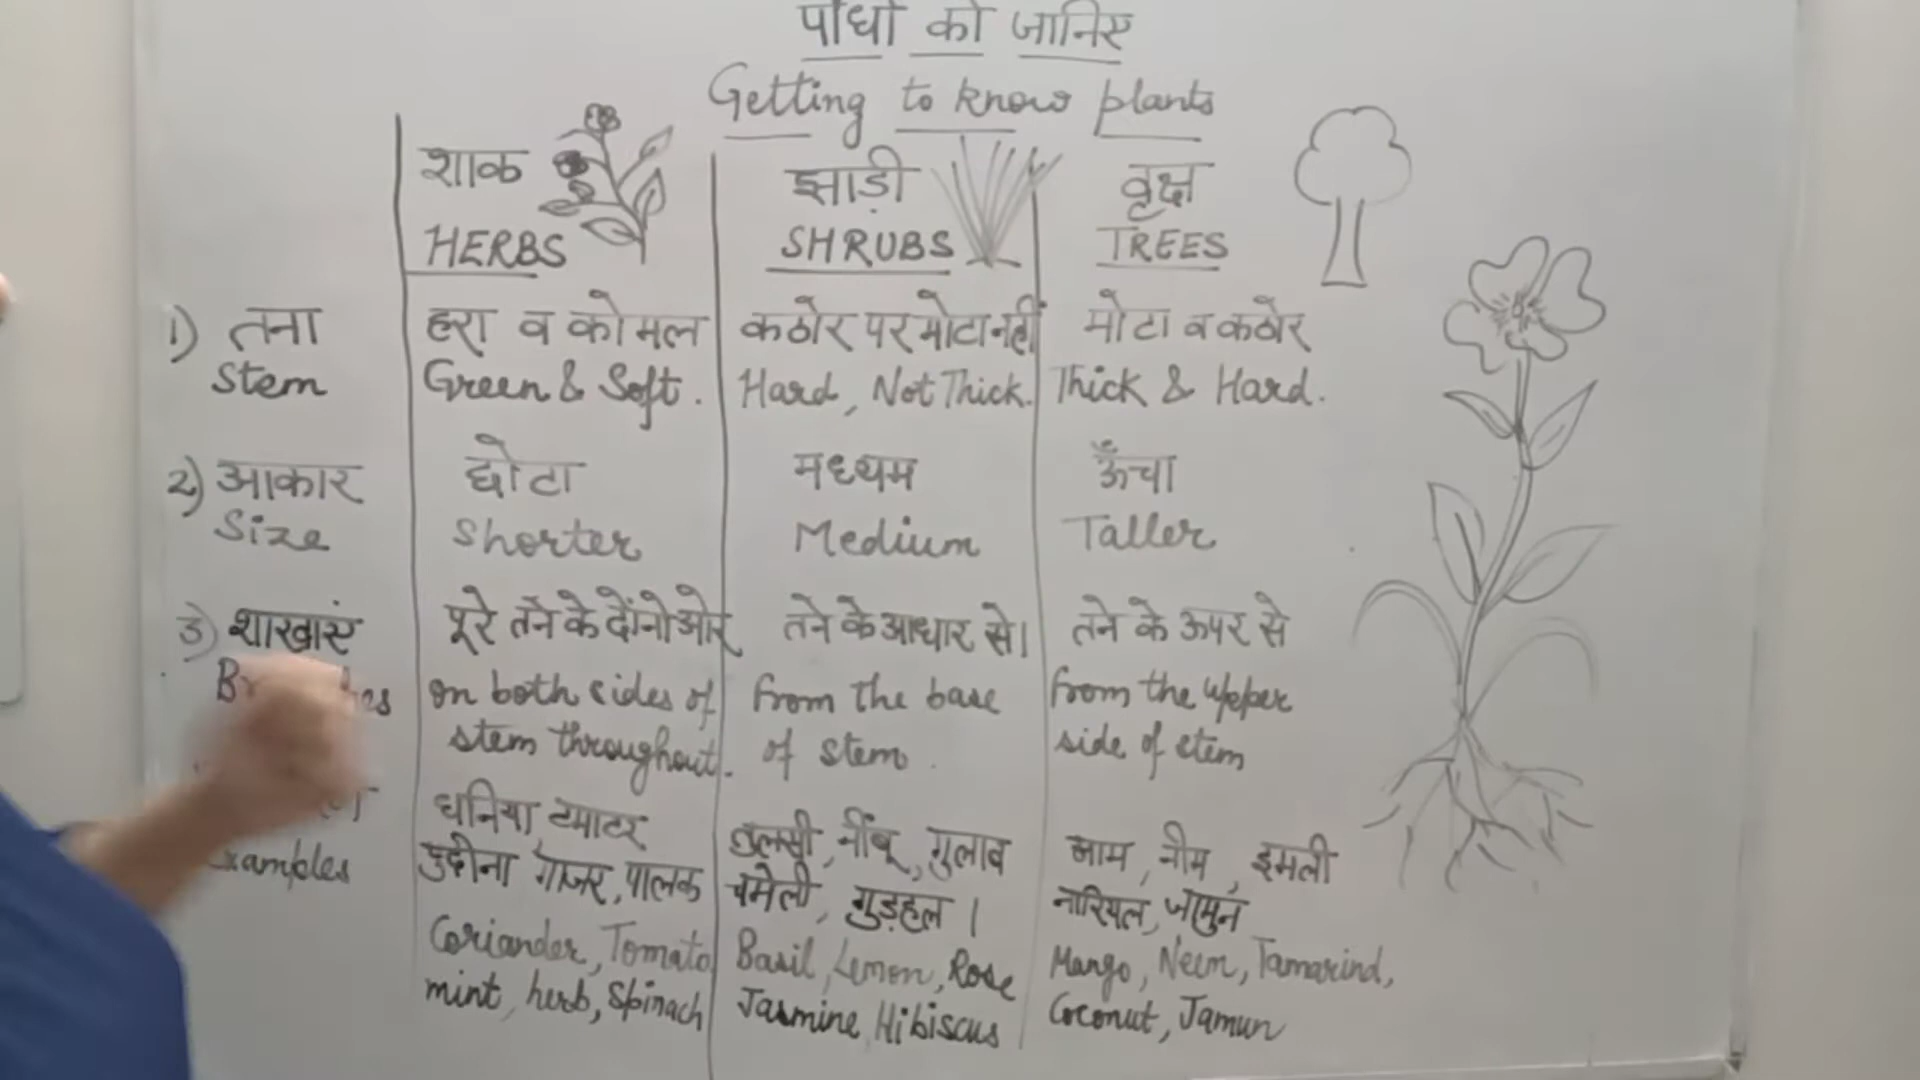 पौधों को जानिए
Getting to know plants
शाक
झाड़ी
वृक्ष
HERBS
SHRUBS
TREES
1) तना
हरा व कोमल
कठोर पर मोटा नहीं
मोटा व कठोर
Stem
Green & Soft.
Hard, Not Thick.
Thick & Hard.
2) आकार
छोटा
मध्यम
ऊँचा
Size
Shorter
Medium
Taller
3) शाखाएं
पूरे तने के दोंनो ओर
तने के आधार से।
तने के ऊपर से
on both sides of
from the base
from the upper
stem throughout.
of stem.
side of stem
धनिया, टमाटर
तुलसी, नींबू, गुलाब
आम, नीम, इमली
पुदीना गाजर, पालक
चमेली, गुड़हल।
नारियल, जामुन
Examples
Coriander, Tomato
Basil, Lemon, Rose
Mango, Neem, Tamarind,
mint, herb, Spinach
Jasmine, Hibiscus
Coconut, Jamun